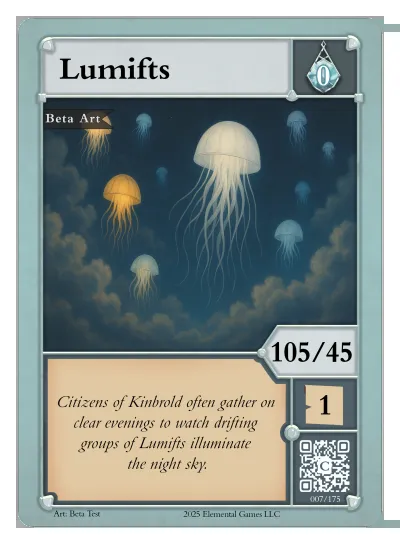 Lumifts
0
Beta Art
105/45
Citizens of Kinbrold often gather on
clear evenings to watch drifting
groups of Lumifts illuminate
the night sky.
1
C
007/175
Art: Beta Test
2025 Elemental Games LLC